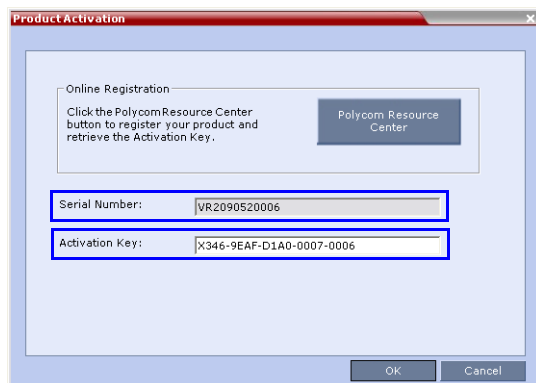 Product Activation
Online Registration
Click the Polycom Resource Center
button to register your product and
retrieve the Activation Key.
Polycom Resource
Center
Serial Number:
VR2090520006
Activation Key:
X346-9EAF-D1A0-0007-0006
OK
Cancel